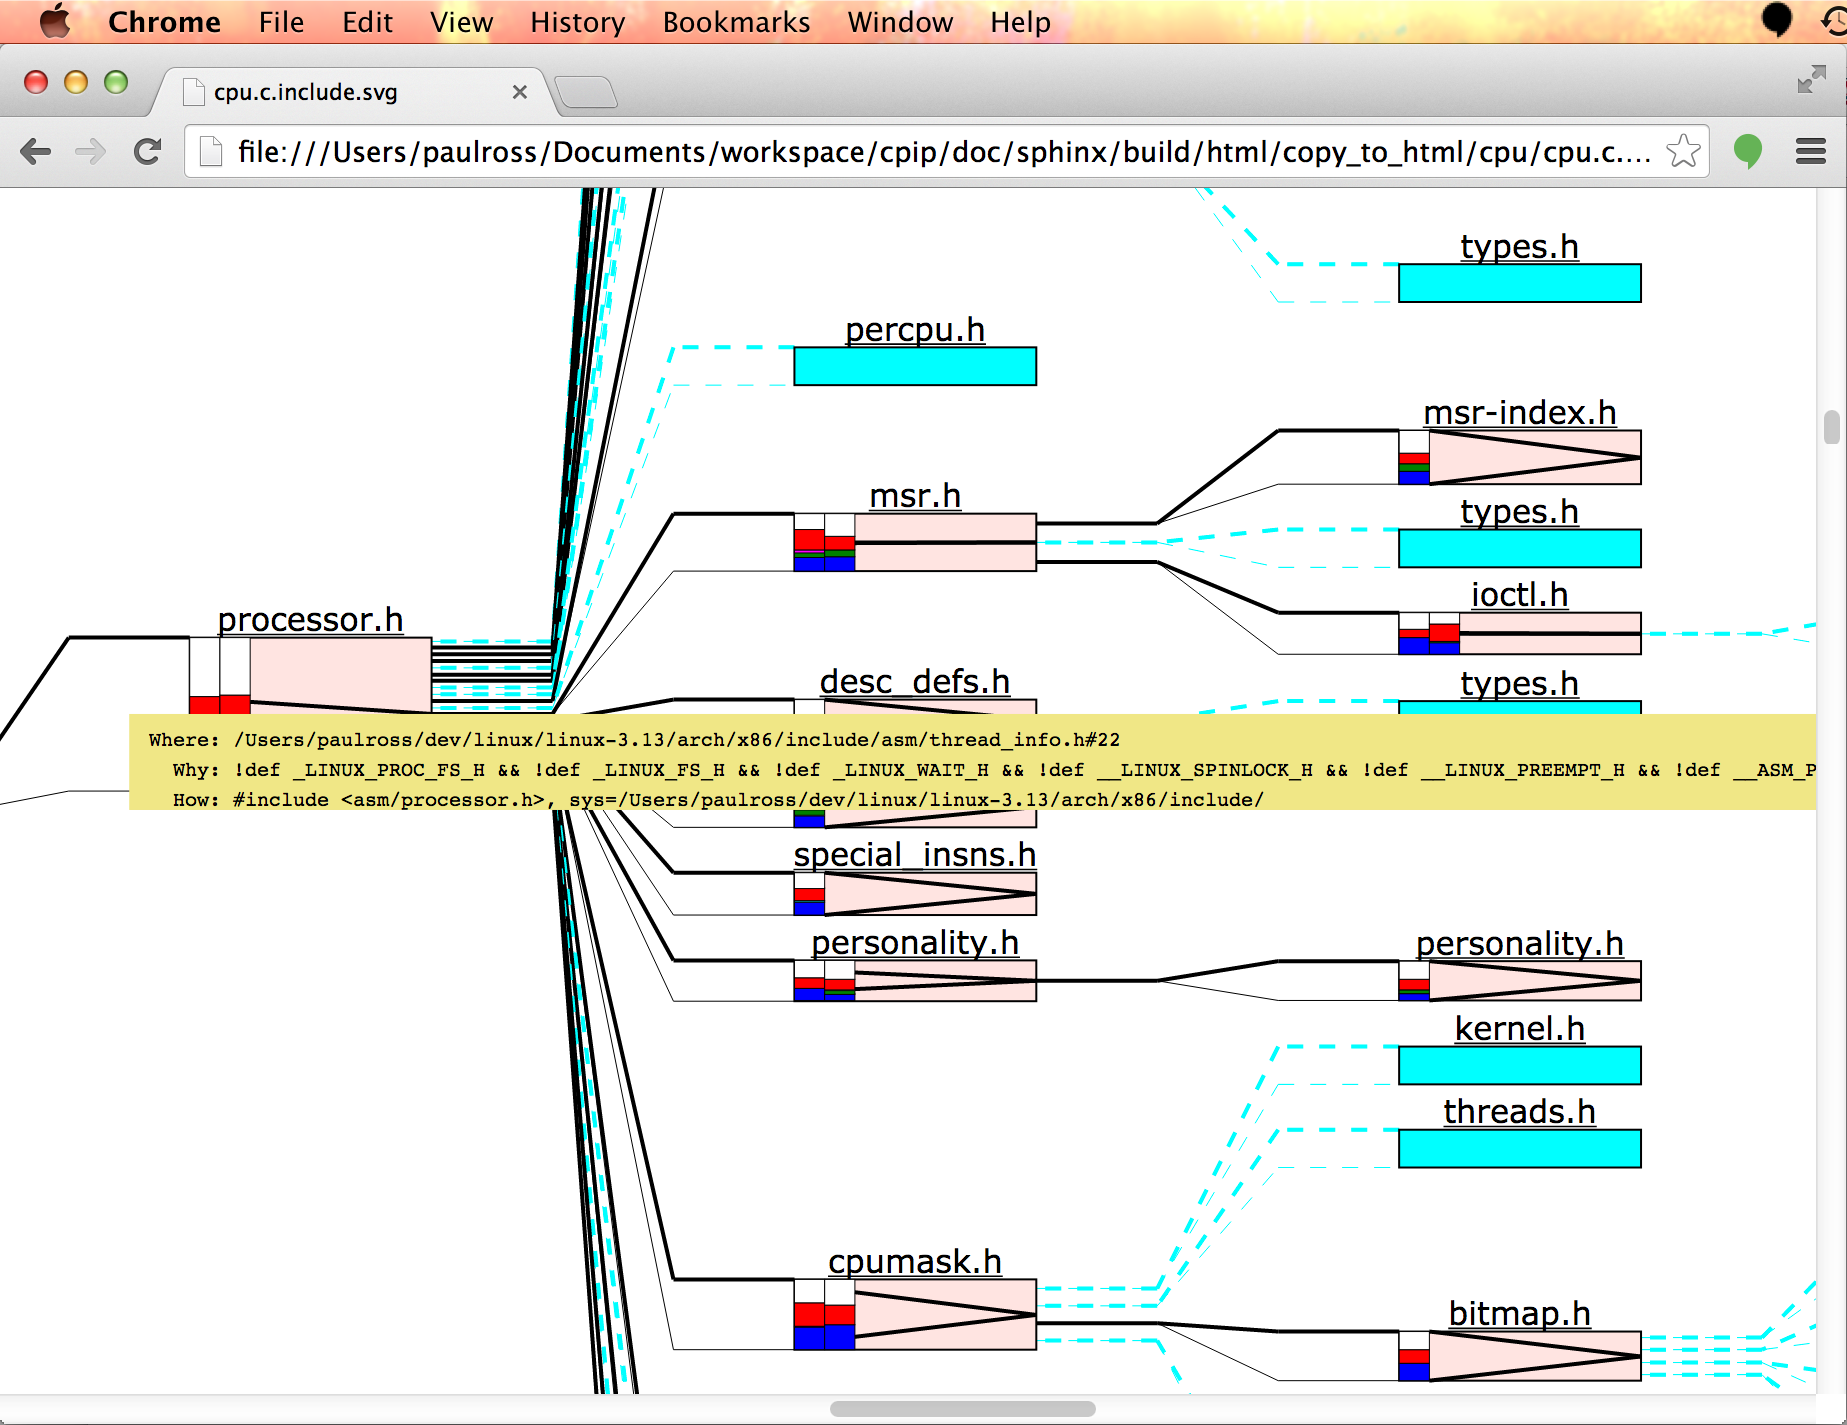 Chrome File Edit View History Bookmarks Window Help
cpu.c.include.svg
file:///Users/paulross/Documents/workspace/cpip/doc/sphinx/build/html/copy_to_html/cpu/cpu.c....
types.h
percpu.h
msr-index.h
msr.h
types.h
ioctl.h
processor.h
desc_defs.h
types.h
Where: /Users/paulross/dev/linux/linux-3.13/arch/x86/include/asm/thread_info.h#22
Why: !def _LINUX_PROC_FS_H && !def _LINUX_FS_H && !def _LINUX_WAIT_H && !def __LINUX_SPINLOCK_H && !def __LINUX_PREEMPT_H && !def __ASM_P
How: #include <asm/processor.h>, sys=/Users/paulross/dev/linux/linux-3.13/arch/x86/include/
special_insns.h
personality.h
personality.h
kernel.h
threads.h
cpumask.h
bitmap.h